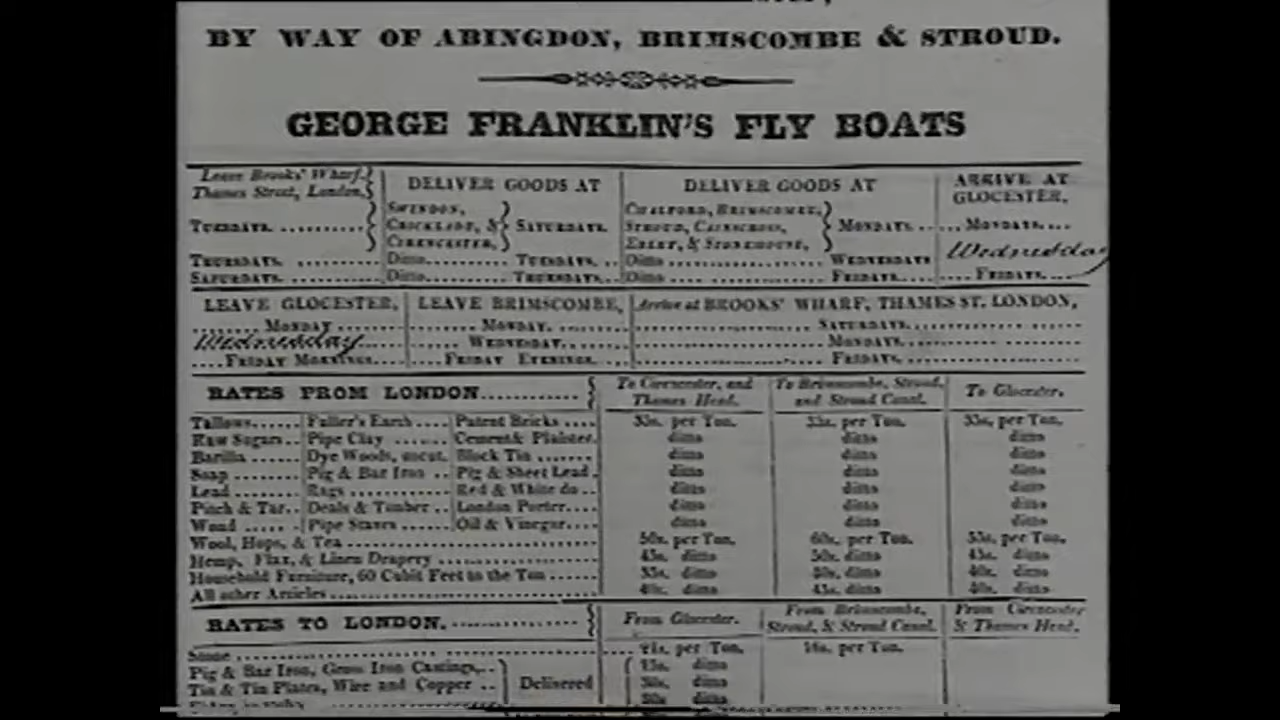 BY WAY OF ABINGDON, BRIMSCOMBE & STROUD.
GEORGE FRANKLIN'S FLY BOATS
Leave Brooks' Wharf, Thames Street, London,
DELIVER GOODS AT
DELIVER GOODS AT
ARRIVE AT GLOCESTER,
TUESDAYS. SWINDON, CRICKLADE, & CIRENCESTER, SATURDAYS. CHALFORD, BRIMSCOMBE, STROUD, CAINSCROSS, EBLEY, & STONEHOUSE, MONDAYS. MONDAYS.
THURSDAYS. Ditto TUESDAYS. Ditto WEDNESDAYS Wednesday
SATURDAYS. Ditto THURSDAYS. Ditto FRIDAYS. FRIDAYS.
LEAVE GLOCESTER, LEAVE BRIMSCOMBE, Arrive at BROOKS' WHARF, THAMES ST. LONDON,
MONDAY MONDAY. SATURDAYS.
Wednesday WEDNESDAY. MONDAYS.
FRIDAY MORNINGS. FRIDAY EVENINGS. FRIDAYS.
RATES FROM LONDON To Cirencester, and Thames Head. To Brimscombe, Stroud, and Stroud Canal. To Glocester.
Tallows Fuller's Earth Patent Bricks per Ton. per Ton. per Ton.
Raw Sugars Pipe Clay Cement & Plaister. ditto ditto ditto
Barilla Dye Woods, uncut. Block Tin ditto ditto ditto
Soap Pig & Bar Iron Pig & Sheet Lead ditto ditto ditto
Lead Rags Red & White do ditto ditto ditto
Pitch & Tar Deals & Timber London Porter ditto ditto ditto
Woad Pipe Staves Oil & Vinegar ditto ditto ditto
Wool, Hops, & Tea 50s. per Ton. 60s. per Ton. 55s. per Ton.
Hemp, Flax, & Linen Drapery 45s. ditto 50s. ditto 45s. ditto
Household Furniture, 60 Cubit Feet to the Ton ditto ditto 40s. ditto
All other Articles 40s. ditto 45s. ditto 40s. ditto
RATES TO LONDON. From Glocester. From Brimscombe, Stroud, & Stroud Canal. From Cirencester & Thames Head.
Stone per Ton. per Ton.
Pig & Bar Iron, Gross Iron Castings, ditto
Tin & Tin Plates, Wire and Copper Delivered ditto
ditto